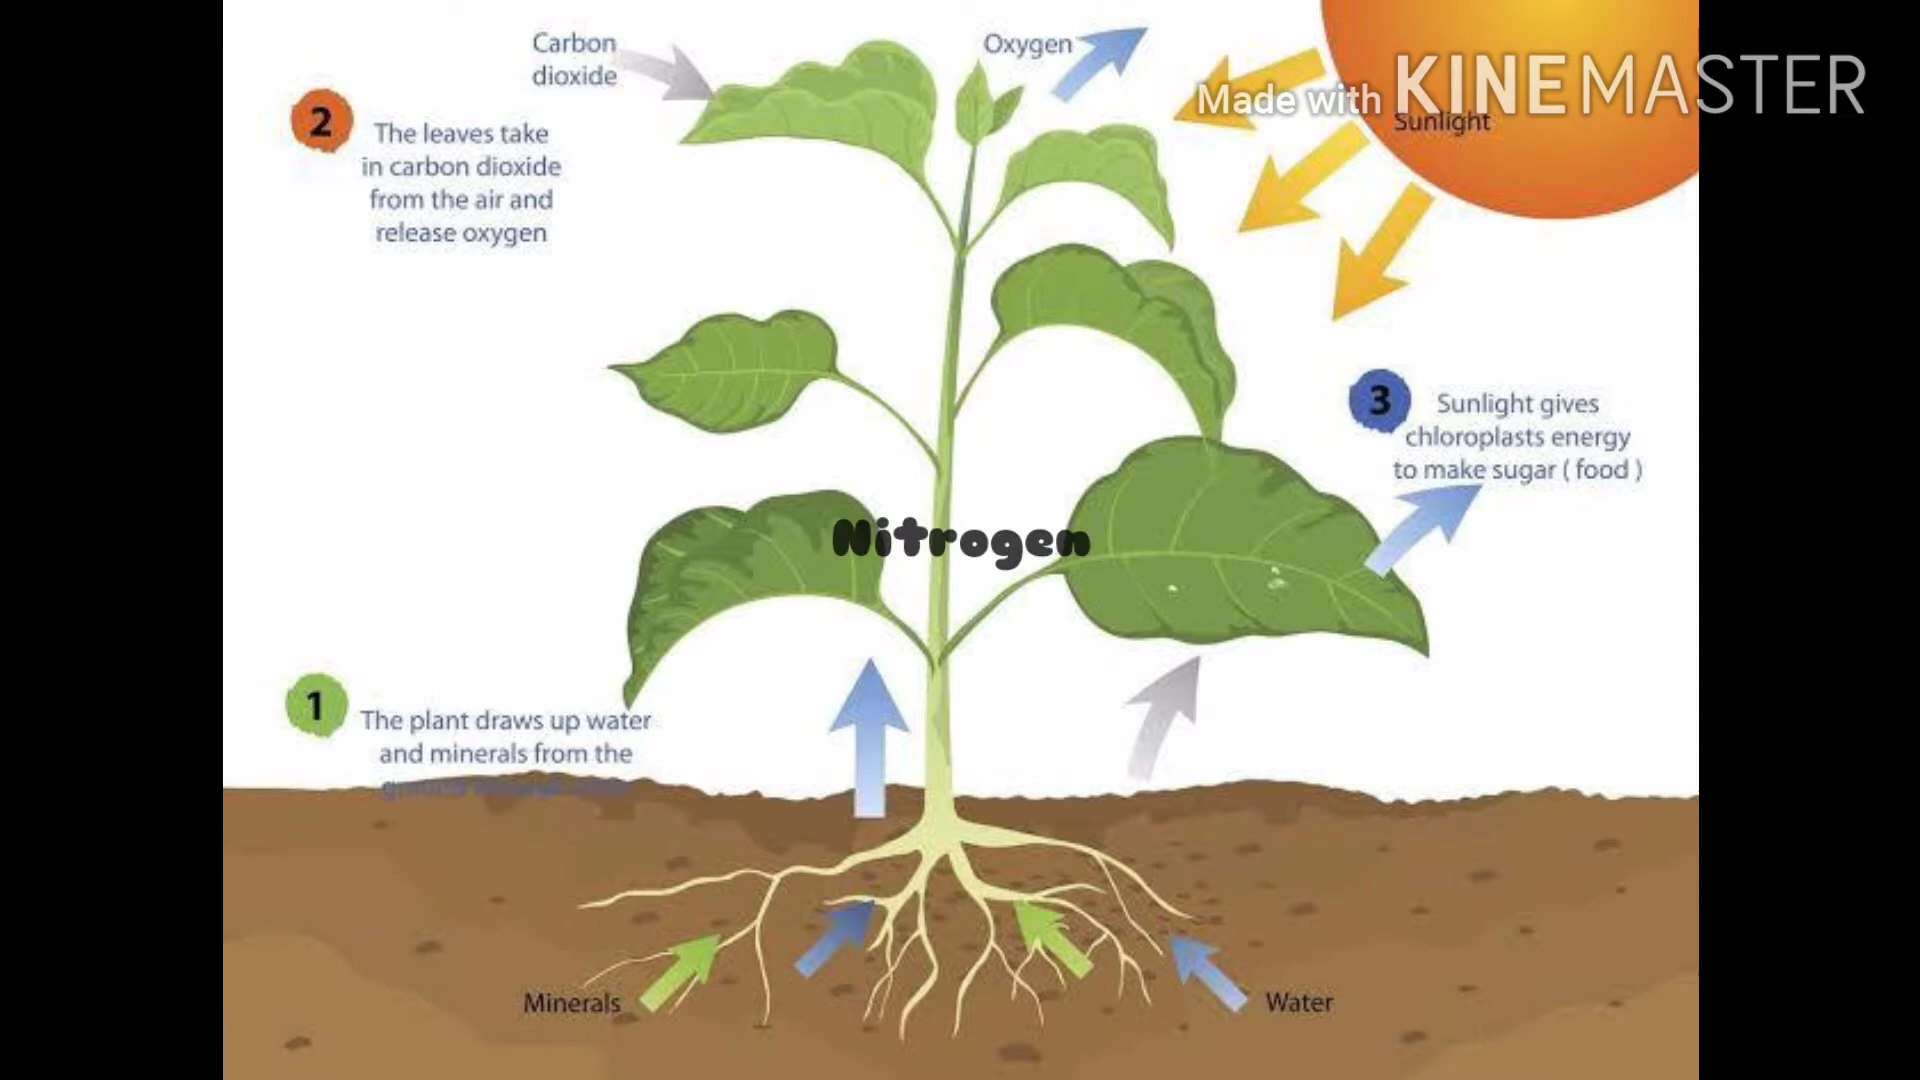 Carbon
dioxide
Oxygen
Made with KINEMASTER
Sunlight
2
The leaves take
in carbon dioxide
from the air and
release oxygen
3
Sunlight gives
chloroplasts energy
to make sugar ( food )
Nitrogen
1
The plant draws up water
and minerals from the
Minerals
Water